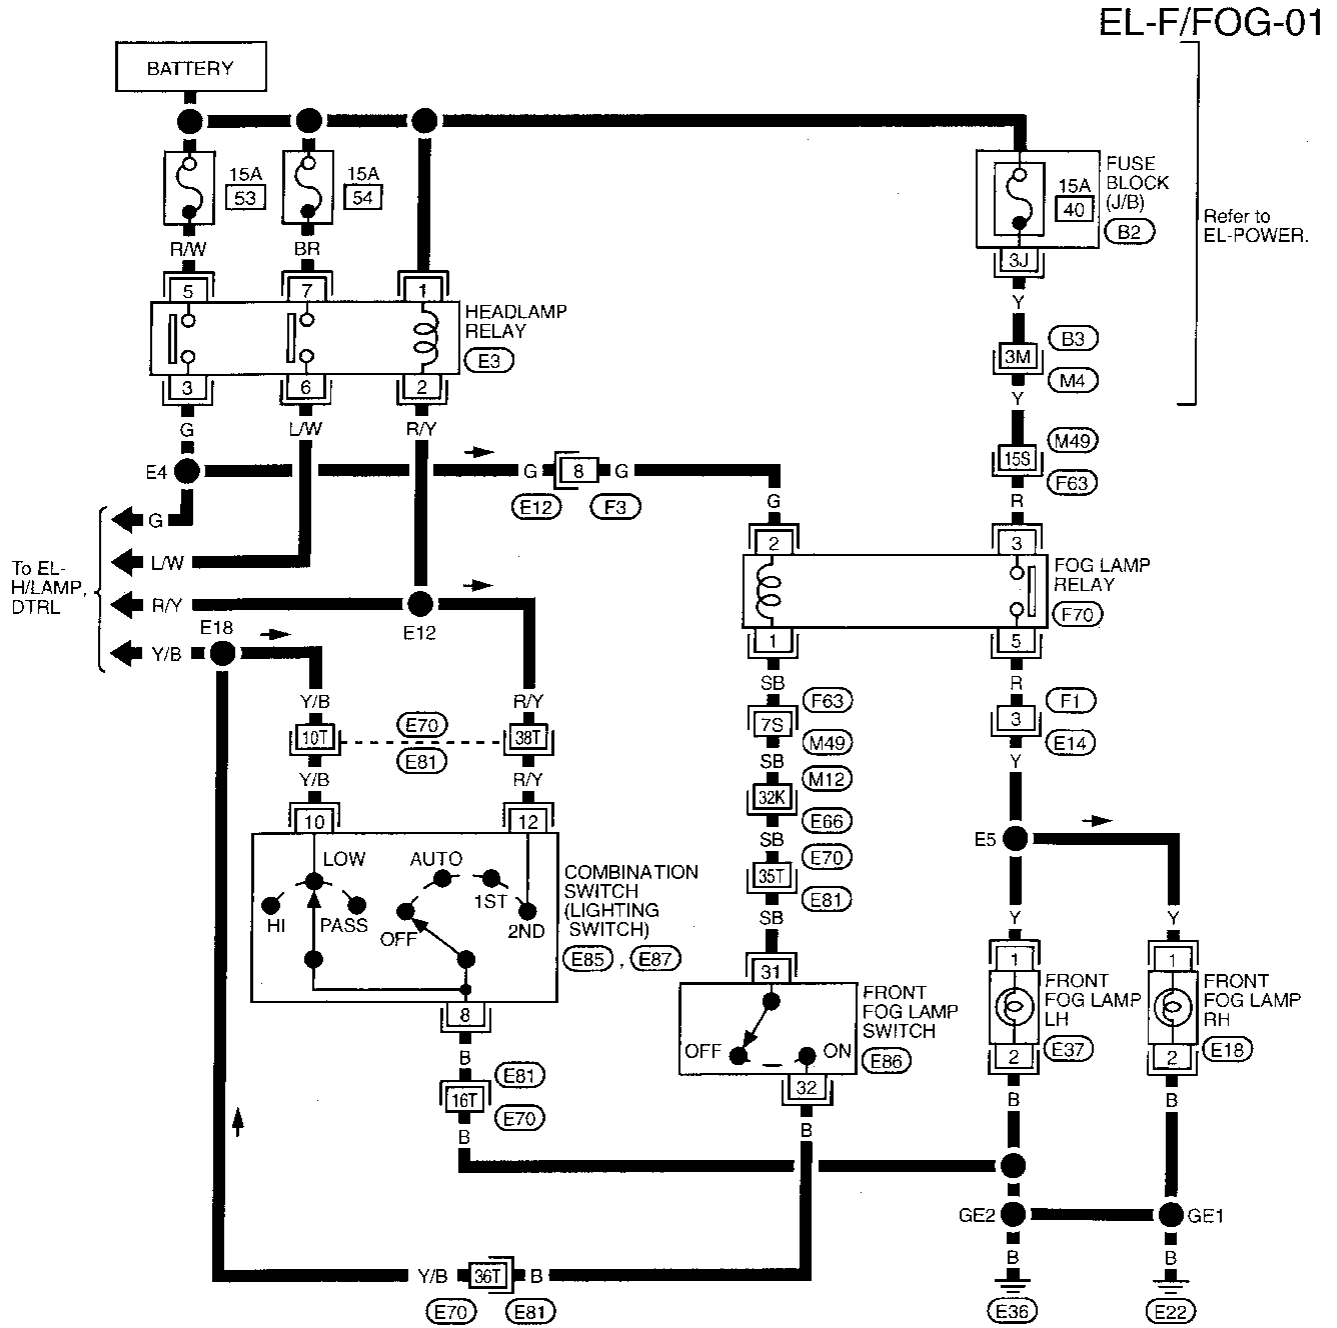 EL-F/FOG-01
BATTERY
15A
53
15A
54
15A
40
FUSE
BLOCK
(J/B)
B2
Refer to
EL-POWER.
R/W
BR
3J
Y
5
7
1
HEADLAMP
RELAY
E3
B3
3M
M4
3
6
2
Y
G
L/W
R/Y
M49
15S
F63
E4
G
8
G
E12
F3
R
G
G
2
3
To EL-
H/LAMP,
DTRL
L/W
FOG LAMP
RELAY
F70
R/Y
E12
E18
Y/B
1
5
Y/B
R/Y
SB
R
F63
7S
M49
F1
3
E14
10T
E70
E81
38T
Y/B
R/Y
SB
Y
M12
32K
E66
10
12
SB
E70
35T
E81
E5
LOW
AUTO
1ST
HI
PASS
OFF
2ND
COMBINATION
SWITCH
(LIGHTING
SWITCH)
E85 , E87
SB
Y
Y
31
1
1
FRONT
FOG LAMP
SWITCH
E86
OFF
ON
FRONT
FOG LAMP
LH
E37
FRONT
FOG LAMP
RH
E18
8
2
2
B
E81
16T
E70
32
B
B
B
B
GE2
GE1
B
B
Y/B
36T
B
E70
E81
E36
E22